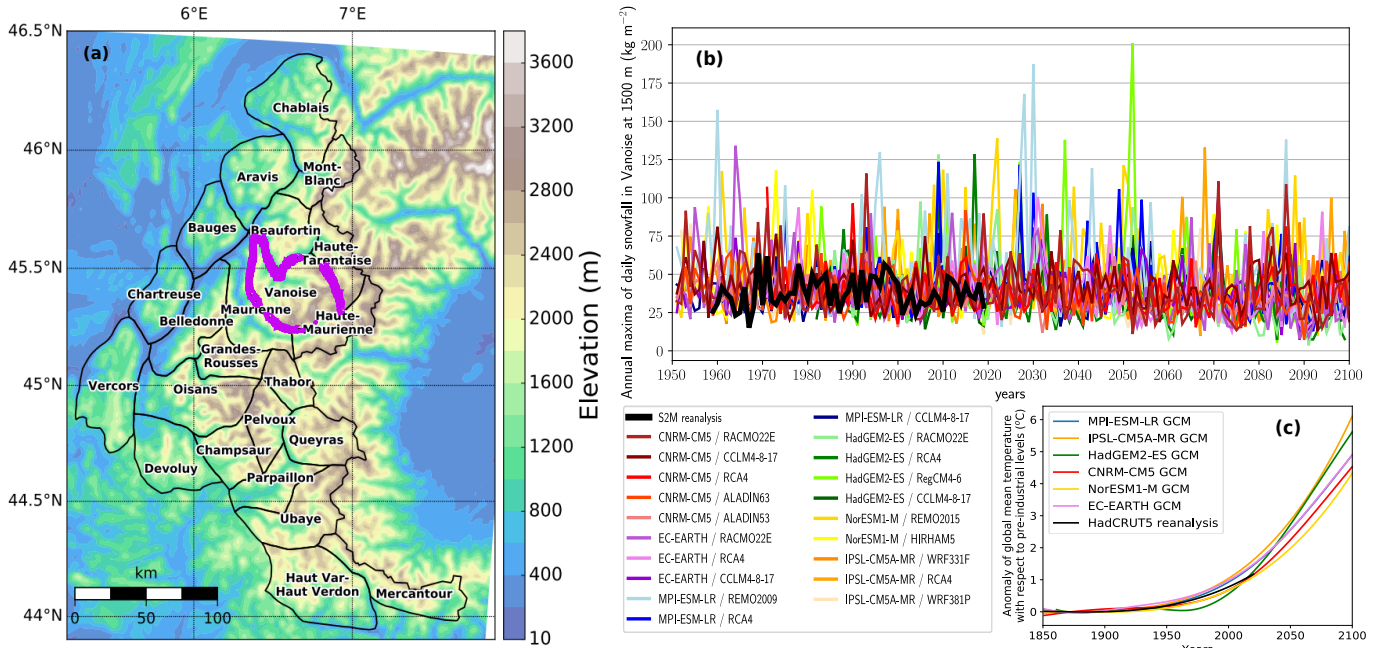 6°E 7°E
46.5°N
46°N
45.5°N
45°N
44.5°N
44°N
(a)
Chablais
Mont-
Blanc
Aravis
Bauges
Beaufortin
Haute-
Tarentaise
Chartreuse
Vanoise
Maurienne
Belledonne
Haute-
Maurienne
Grandes-
Rousses
Vercors
Oisans
Thabor
Pelvoux
Queyras
Champsaur
Devoluy
Parpaillon
Ubaye
Haut Var-
Haut Verdon
Mercantour
km
0 50 100
3600
3200
2800
2400
2000
1600
1200
800
400
10
Elevation (m)
(b)
Annual maxima of daily snowfall in Vanoise at 1500 m (kg m−2)
200
175
150
125
100
75
50
25
0
1950 1960 1970 1980 1990 2000 2010 2020 2030 2040 2050 2060 2070 2080 2090 2100
years
S2M reanalysis
CNRM-CM5 / RACMO22E
CNRM-CM5 / CCLM4-8-17
CNRM-CM5 / RCA4
CNRM-CM5 / ALADIN63
CNRM-CM5 / ALADIN53
EC-EARTH / RACMO22E
EC-EARTH / RCA4
EC-EARTH / CCLM4-8-17
MPI-ESM-LR / REMO2009
MPI-ESM-LR / RCA4
MPI-ESM-LR / CCLM4-8-17
HadGEM2-ES / RACMO22E
HadGEM2-ES / RCA4
HadGEM2-ES / RegCM4-6
HadGEM2-ES / CCLM4-8-17
NorESM1-M / REMO2015
NorESM1-M / HIRHAM5
IPSL-CM5A-MR / WRF331F
IPSL-CM5A-MR / RCA4
IPSL-CM5A-MR / WRF381P
(c)
Anomaly of global mean temperature
with respect to pre-industrial levels (°C)
6
5
4
3
2
1
0
MPI-ESM-LR GCM
IPSL-CM5A-MR GCM
HadGEM2-ES GCM
CNRM-CM5 GCM
NorESM1-M GCM
EC-EARTH GCM
HadCRUT5 reanalysis
1850 1900 1950 2000 2050 2100
Years